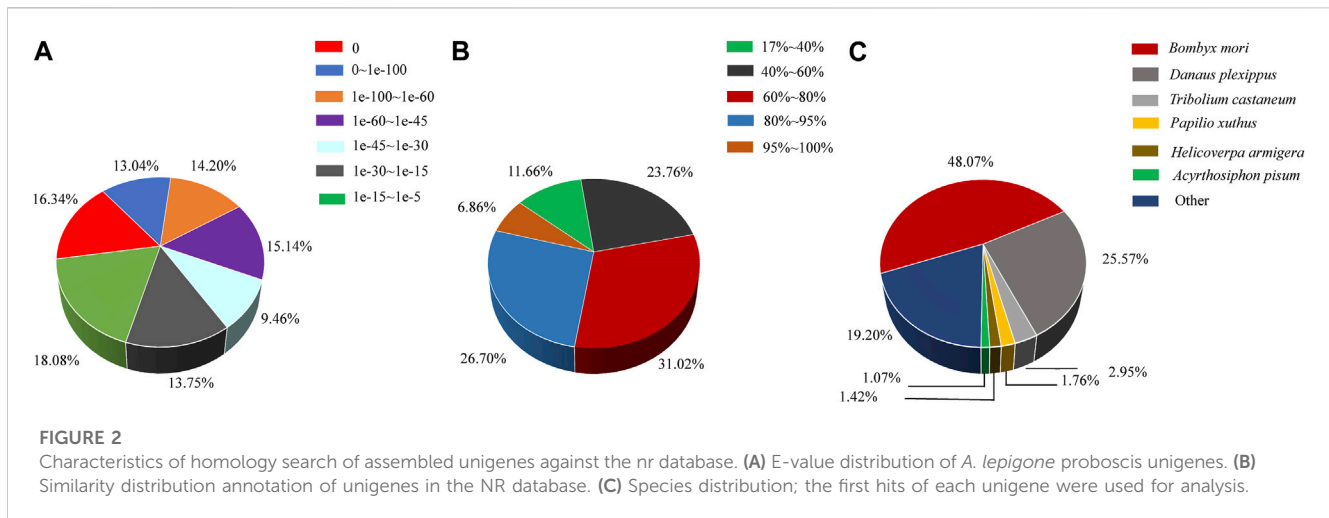 A
0
0~1e-100
1e-100~1e-60
1e-60~1e-45
1e-45~1e-30
1e-30~1e-15
1e-15~1e-5
13.04%
14.20%
16.34%
15.14%
9.46%
18.08%
13.75%
B
17%~40%
40%~60%
60%~80%
80%~95%
95%~100%
11.66%
23.76%
6.86%
26.70%
31.02%
C
Bombyx mori
Danaus plexippus
Tribolium castaneum
Papilio xuthus
Helicoverpa armigera
Acyrthosiphon pisum
Other
48.07%
25.57%
19.20%
2.95%
1.07%
1.76%
1.42%
FIGURE 2
Characteristics of homology search of assembled unigenes against the nr database. (A) E-value distribution of A. lepigone proboscis unigenes. (B)
Similarity distribution annotation of unigenes in the NR database. (C) Species distribution; the first hits of each unigene were used for analysis.